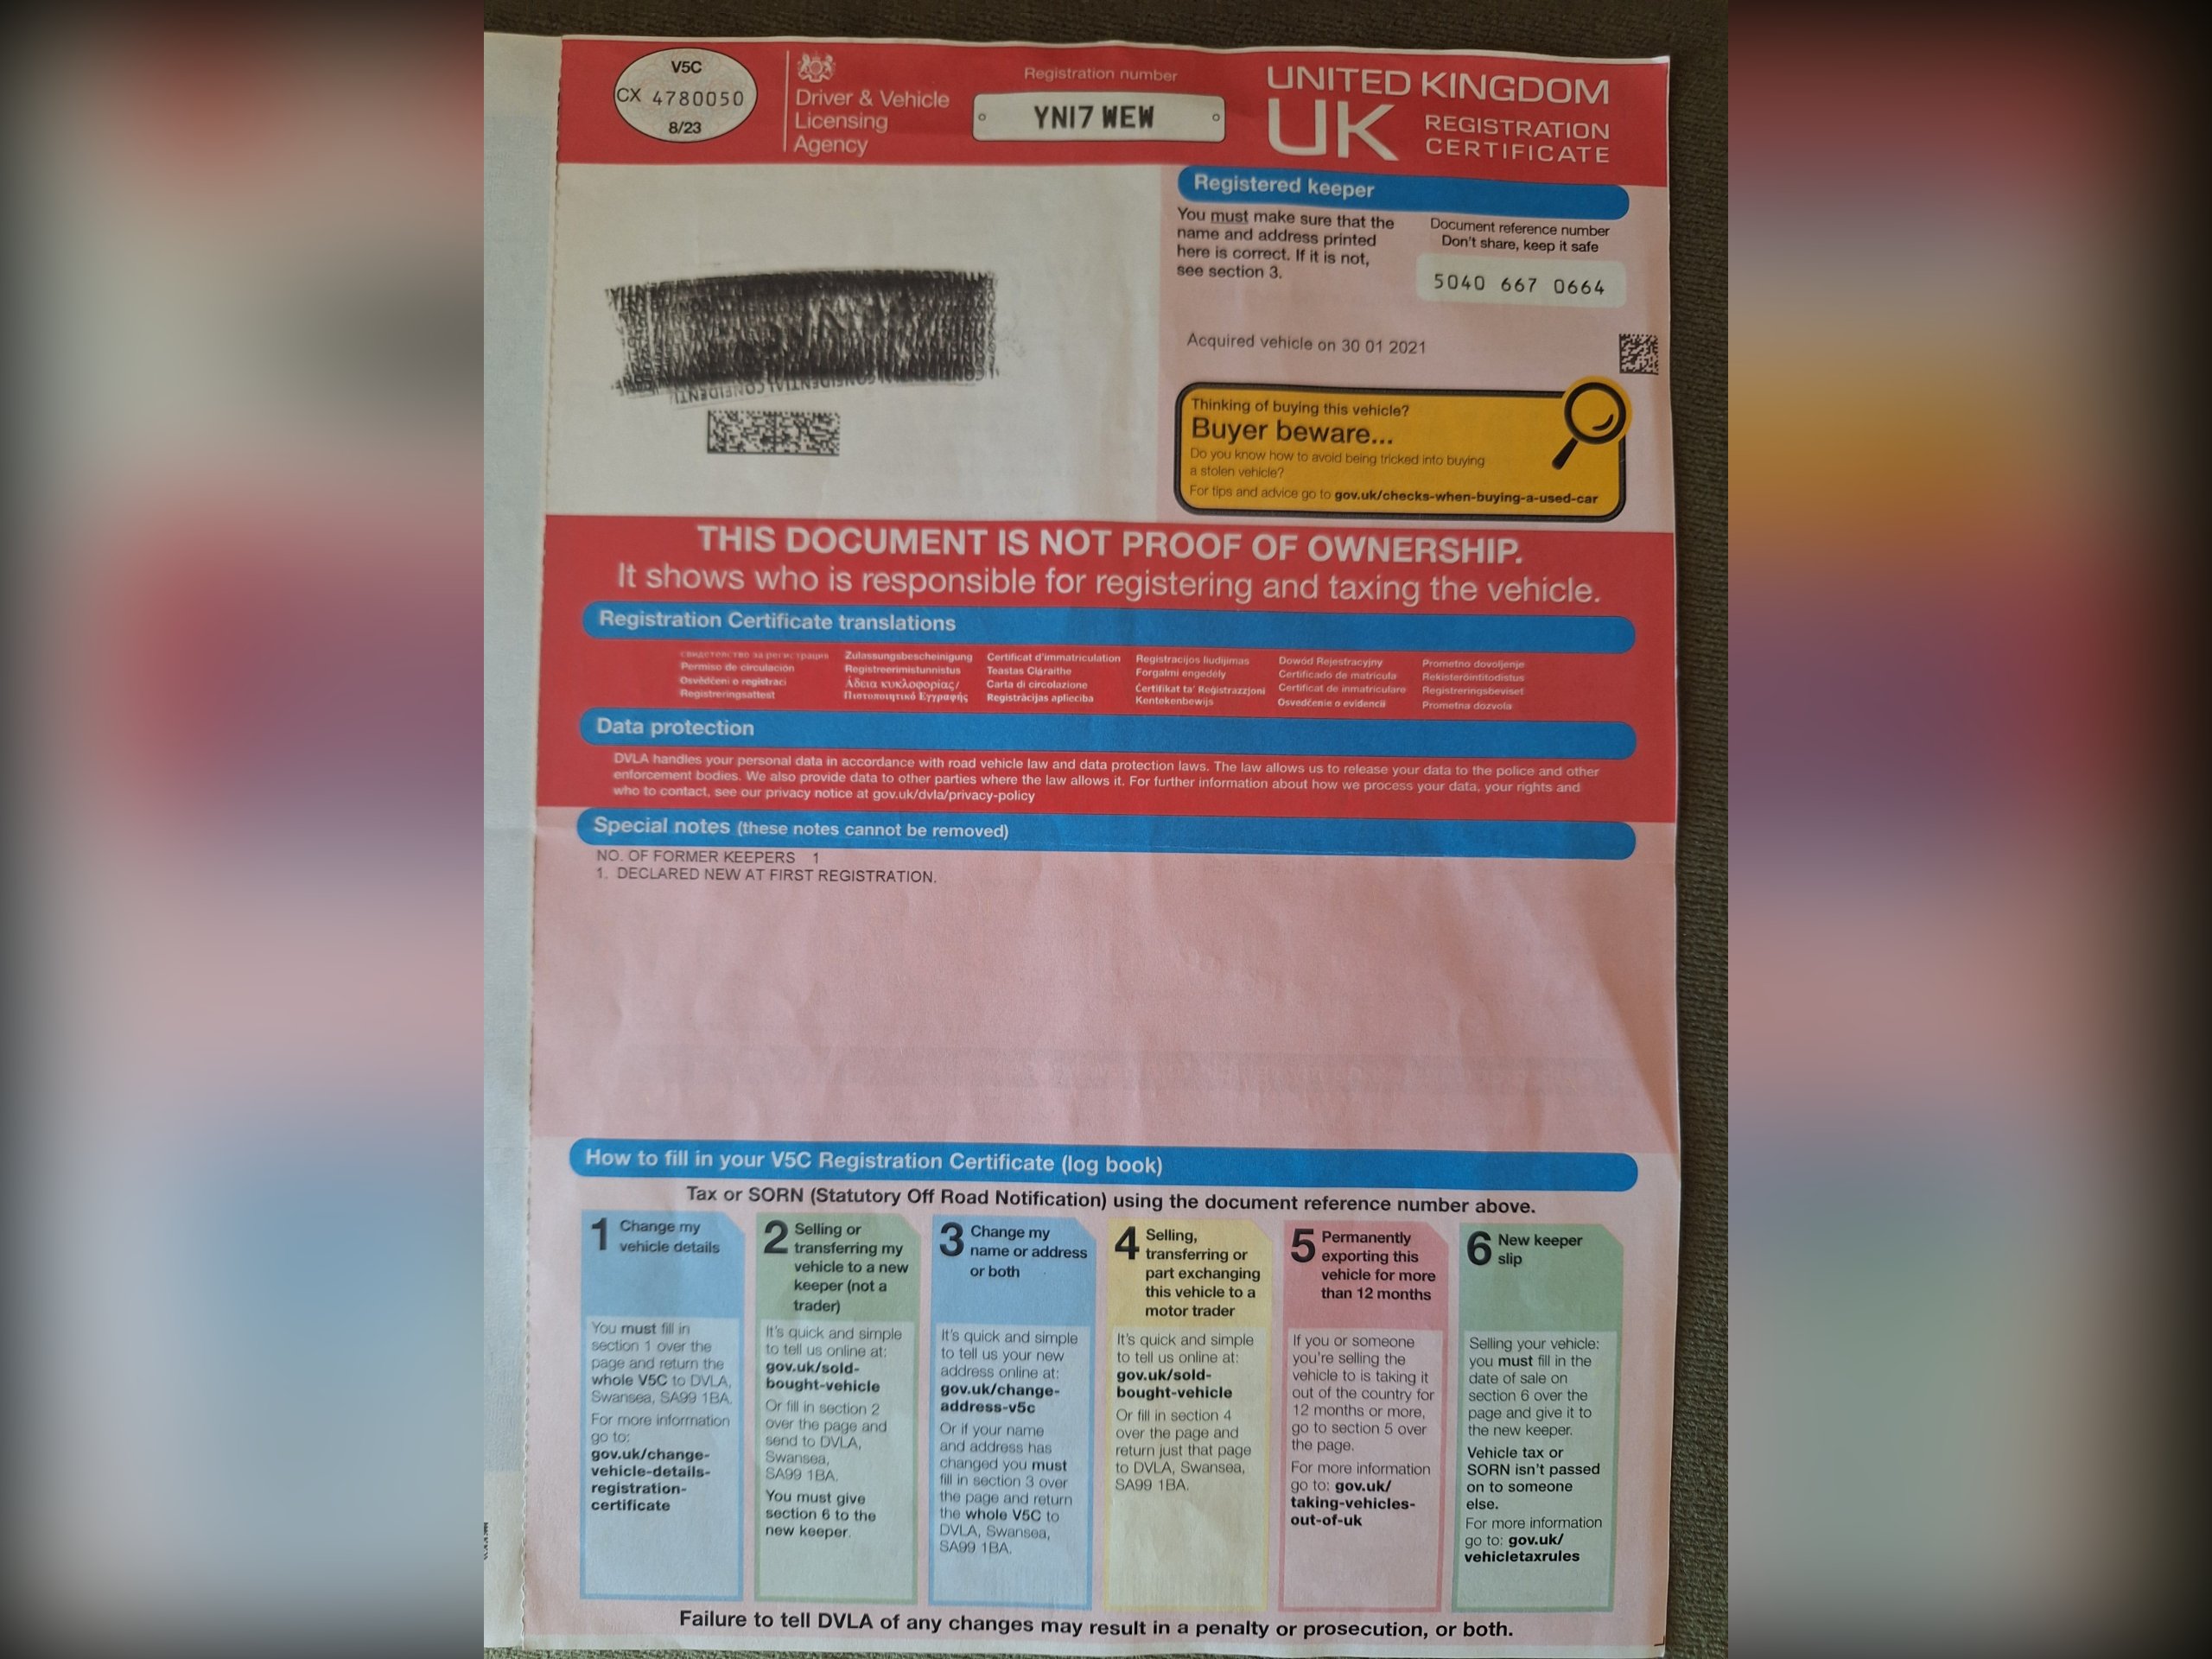 V5C
CX 4780050
8/23
Driver & Vehicle
Licensing
Agency
Registration number
YN17 WEW
UNITED KINGDOM
UK
REGISTRATION
CERTIFICATE
Registered keeper
You must make sure that the
name and address printed
here is correct. If it is not,
see section 3.
Document reference number
Don't share, keep it safe
5040 667 0664
Acquired vehicle on 30 01 2021
Thinking of buying this vehicle?
Buyer beware...
Do you know how to avoid being tricked into buying
a stolen vehicle?
For tips and advice go to gov.uk/checks-when-buying-a-used-car
THIS DOCUMENT IS NOT PROOF OF OWNERSHIP.
It shows who is responsible for registering and taxing the vehicle.
Registration Certificate translations
Свидетелство за регистрация
Permiso de circulación
Osvědčení o registraci
Registreringsattest
Zulassungsbescheinigung
Registreerimistunnistus
Άδεια κυκλοφορίας/
Πιστοποιητικό Εγγραφής
Certificat d'immatriculation
Teastas Cláraithe
Carta di circolazione
Reģistrācijas apliecība
Registracijos liudijimas
Forgalmi engedély
Ċertifikat ta' Reġistrazzjoni
Kentekenbewijs
Dowód Rejestracyjny
Certificado de matrícula
Certificat de inmatriculare
Osvedčenie o evidencii
Prometno dovoljenje
Rekisteröintitodistus
Registreringsbeviset
Prometna dozvola
Data protection
DVLA handles your personal data in accordance with road vehicle law and data protection laws. The law allows us to release your data to the police and other
enforcement bodies. We also provide data to other parties where the law allows it. For further information about how we process your data, your rights and
who to contact, see our privacy notice at gov.uk/dvla/privacy-policy
Special notes (these notes cannot be removed)
NO. OF FORMER KEEPERS 1
1. DECLARED NEW AT FIRST REGISTRATION.
How to fill in your V5C Registration Certificate (log book)
Tax or SORN (Statutory Off Road Notification) using the document reference number above.
1 Change my
vehicle details
You must fill in
section 1 over the
page and return the
whole V5C to DVLA,
Swansea, SA99 1BA.
For more information
go to:
gov.uk/change-
vehicle-details-
registration-
certificate
2 Selling or
transferring my
vehicle to a new
keeper (not a
trader)
It's quick and simple
to tell us online at:
gov.uk/sold-
bought-vehicle
Or fill in section 2
over the page and
send to DVLA,
Swansea,
SA99 1BA.
You must give
section 6 to the
new keeper.
3 Change my
name or address
or both
It's quick and simple
to tell us your new
address online at:
gov.uk/change-
address-v5c
Or if your name
and address has
changed you must
fill in section 3 over
the page and return
the whole V5C to
DVLA, Swansea,
SA99 1BA.
4 Selling,
transferring or
part exchanging
this vehicle to a
motor trader
It's quick and simple
to tell us online at:
gov.uk/sold-
bought-vehicle
Or fill in section 4
over the page and
return just that page
to DVLA, Swansea,
SA99 1BA.
5 Permanently
exporting this
vehicle for more
than 12 months
If you or someone
you're selling the
vehicle to is taking it
out of the country for
12 months or more,
go to section 5 over
the page.
For more information
go to: gov.uk/
taking-vehicles-
out-of-uk
6 New keeper
slip
Selling your vehicle:
you must fill in the
date of sale on
section 6 over the
page and give it to
the new keeper.
Vehicle tax or
SORN isn't passed
on to someone
else.
For more information
go to: gov.uk/
vehicletaxrules
Failure to tell DVLA of any changes may result in a penalty or prosecution, or both.